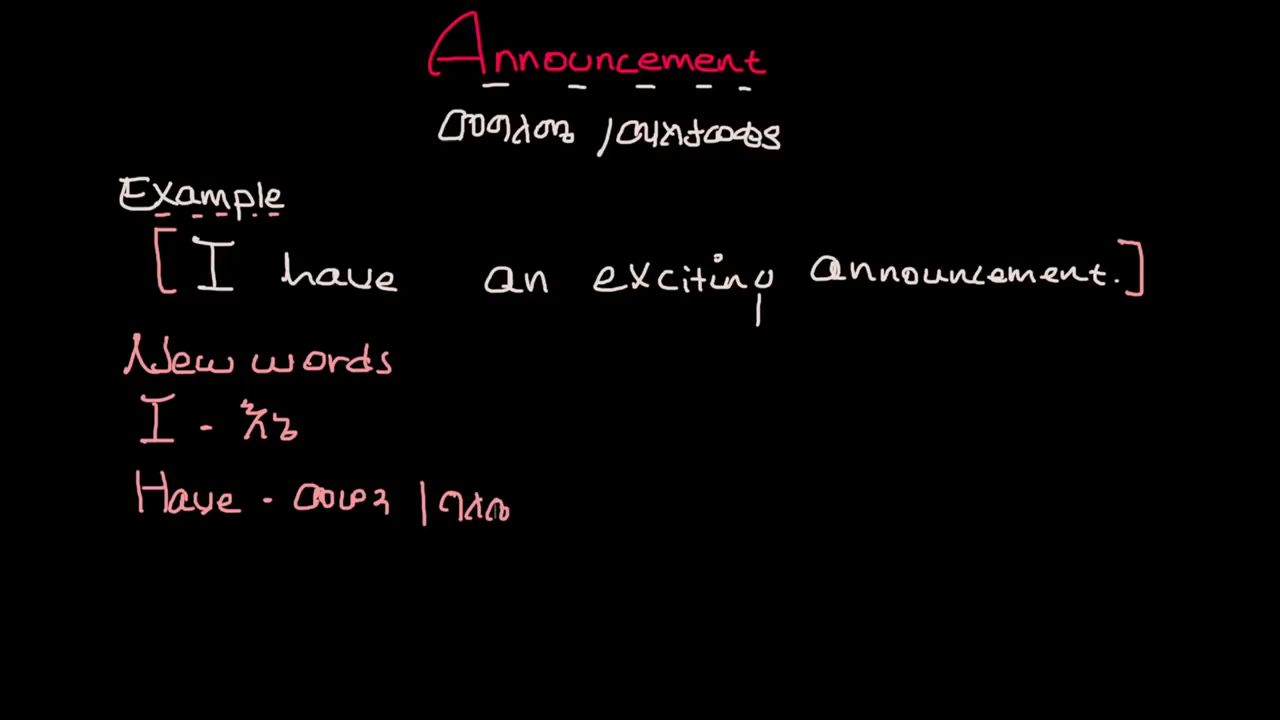 Announcement
Example
[ I have an exciting announcement. ]
New words
I - እኔ
Have -